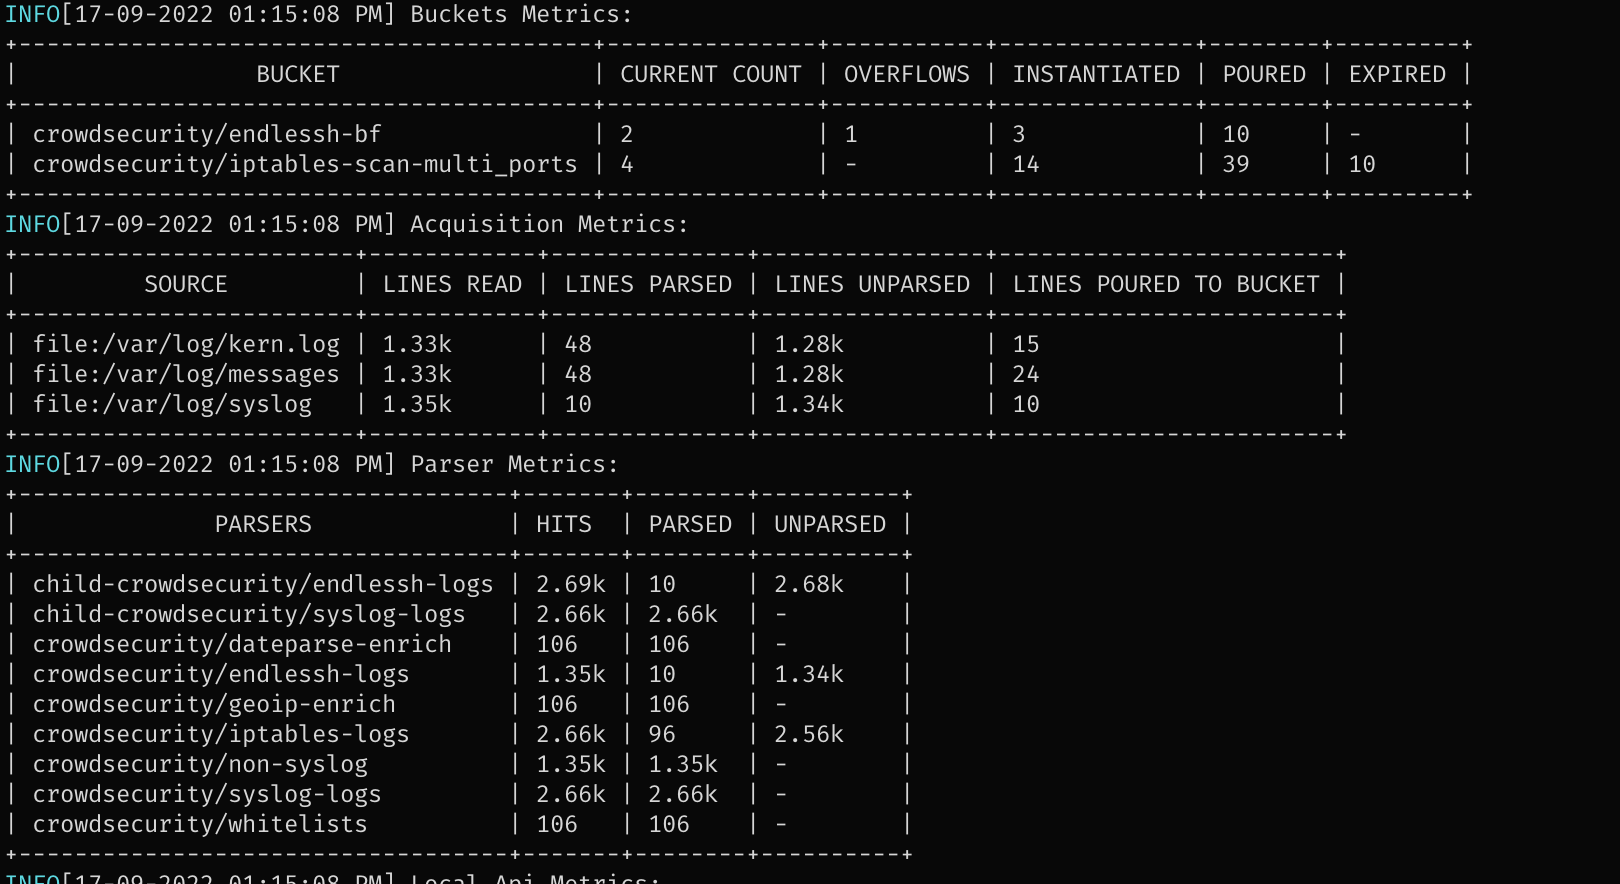 INFO[17-09-2022 01:15:08 PM] Buckets Metrics:
+------------------------------------------+---------------+-----------+--------------+--------+---------+
|                 BUCKET                   | CURRENT COUNT | OVERFLOWS | INSTANTIATED | POURED | EXPIRED |
+------------------------------------------+---------------+-----------+--------------+--------+---------+
| crowdsecurity/endlessh-bf                | 2             | 1         | 3            | 10     | -       |
| crowdsecurity/iptables-scan-multi_ports  | 4             | -         | 14           | 39     | 10      |
+------------------------------------------+---------------+-----------+--------------+--------+---------+
INFO[17-09-2022 01:15:08 PM] Acquisition Metrics:
+------------------------+------------+--------------+----------------+------------------------+
|         SOURCE         | LINES READ | LINES PARSED | LINES UNPARSED | LINES POURED TO BUCKET |
+------------------------+------------+--------------+----------------+------------------------+
| file:/var/log/kern.log | 1.33k      | 48           | 1.28k          | 15                     |
| file:/var/log/messages | 1.33k      | 48           | 1.28k          | 24                     |
| file:/var/log/syslog   | 1.35k      | 10           | 1.34k          | 10                     |
+------------------------+------------+--------------+----------------+------------------------+
INFO[17-09-2022 01:15:08 PM] Parser Metrics:
+-----------------------------------+-------+--------+----------+
|              PARSERS              | HITS  | PARSED | UNPARSED |
+-----------------------------------+-------+--------+----------+
| child-crowdsecurity/endlessh-logs | 2.69k | 10     | 2.68k    |
| child-crowdsecurity/syslog-logs   | 2.66k | 2.66k  | -        |
| crowdsecurity/dateparse-enrich    | 106   | 106    | -        |
| crowdsecurity/endlessh-logs       | 1.35k | 10     | 1.34k    |
| crowdsecurity/geoip-enrich        | 106   | 106    | -        |
| crowdsecurity/iptables-logs       | 2.66k | 96     | 2.56k    |
| crowdsecurity/non-syslog          | 1.35k | 1.35k  | -        |
| crowdsecurity/syslog-logs         | 2.66k | 2.66k  | -        |
| crowdsecurity/whitelists          | 106   | 106    | -        |
+-----------------------------------+-------+--------+----------+
INFO[17-09-2022 01:15:08 PM] Local Api Metrics: